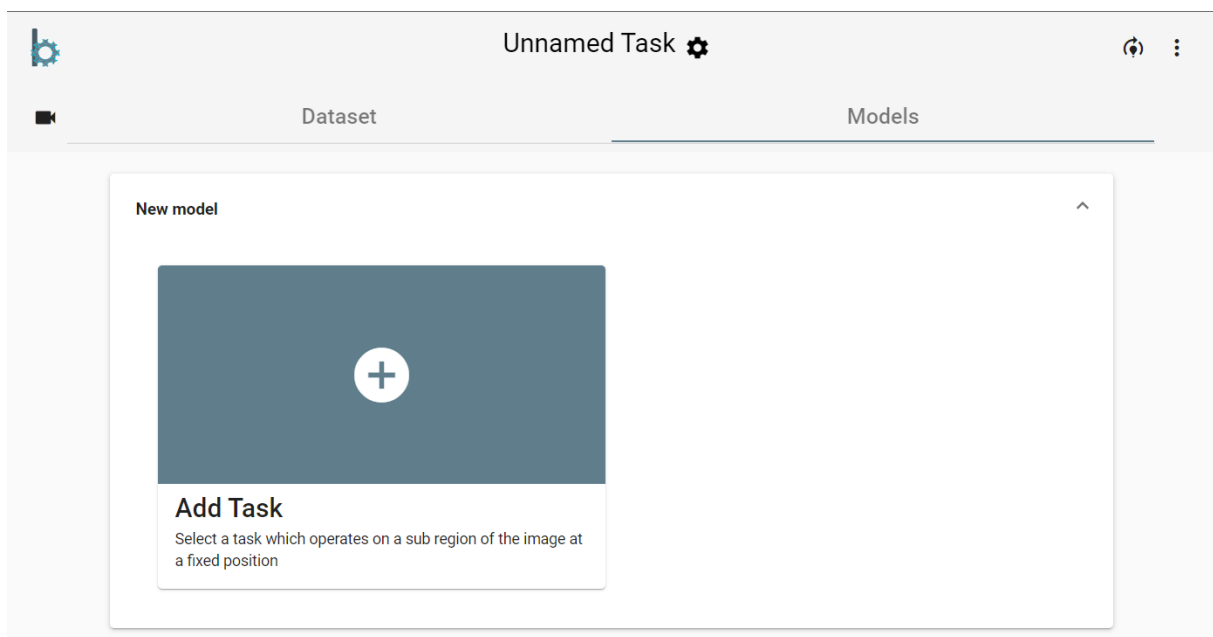 Unnamed Task
Dataset
Models
New model
Add Task
Select a task which operates on a sub region of the image at
a fixed position